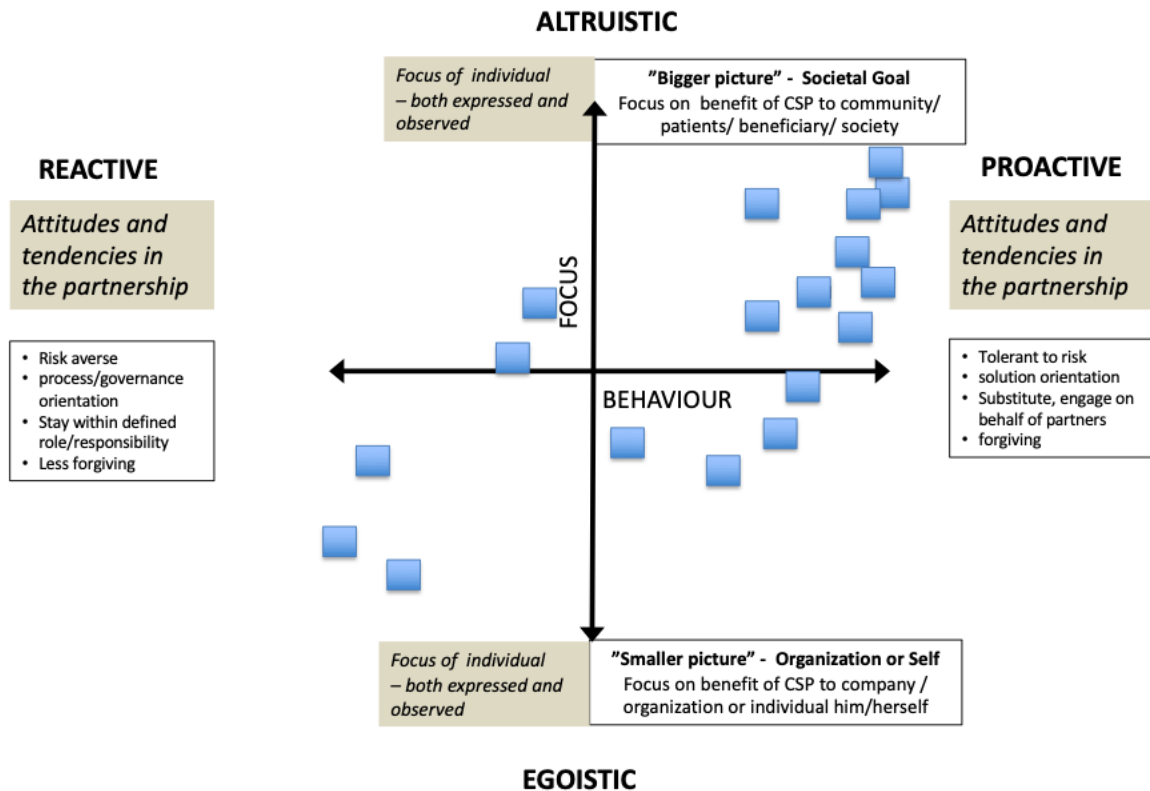 ALTRUISTIC
Focus of individual
– both expressed and
observed
”Bigger picture” - Societal Goal
Focus on benefit of CSP to community/
patients/ beneficiary/ society
REACTIVE
Attitudes and
tendencies in
the partnership
• Risk averse
• process/governance
orientation
• Stay within defined
role/responsibility
• Less forgiving
FOCUS
BEHAVIOUR
PROACTIVE
Attitudes and
tendencies in
the partnership
• Tolerant to risk
• solution orientation
• Substitute, engage on
behalf of partners
• forgiving
Focus of individual
– both expressed and
observed
”Smaller picture” - Organization or Self
Focus on benefit of CSP to company /
organization or individual him/herself
EGOISTIC